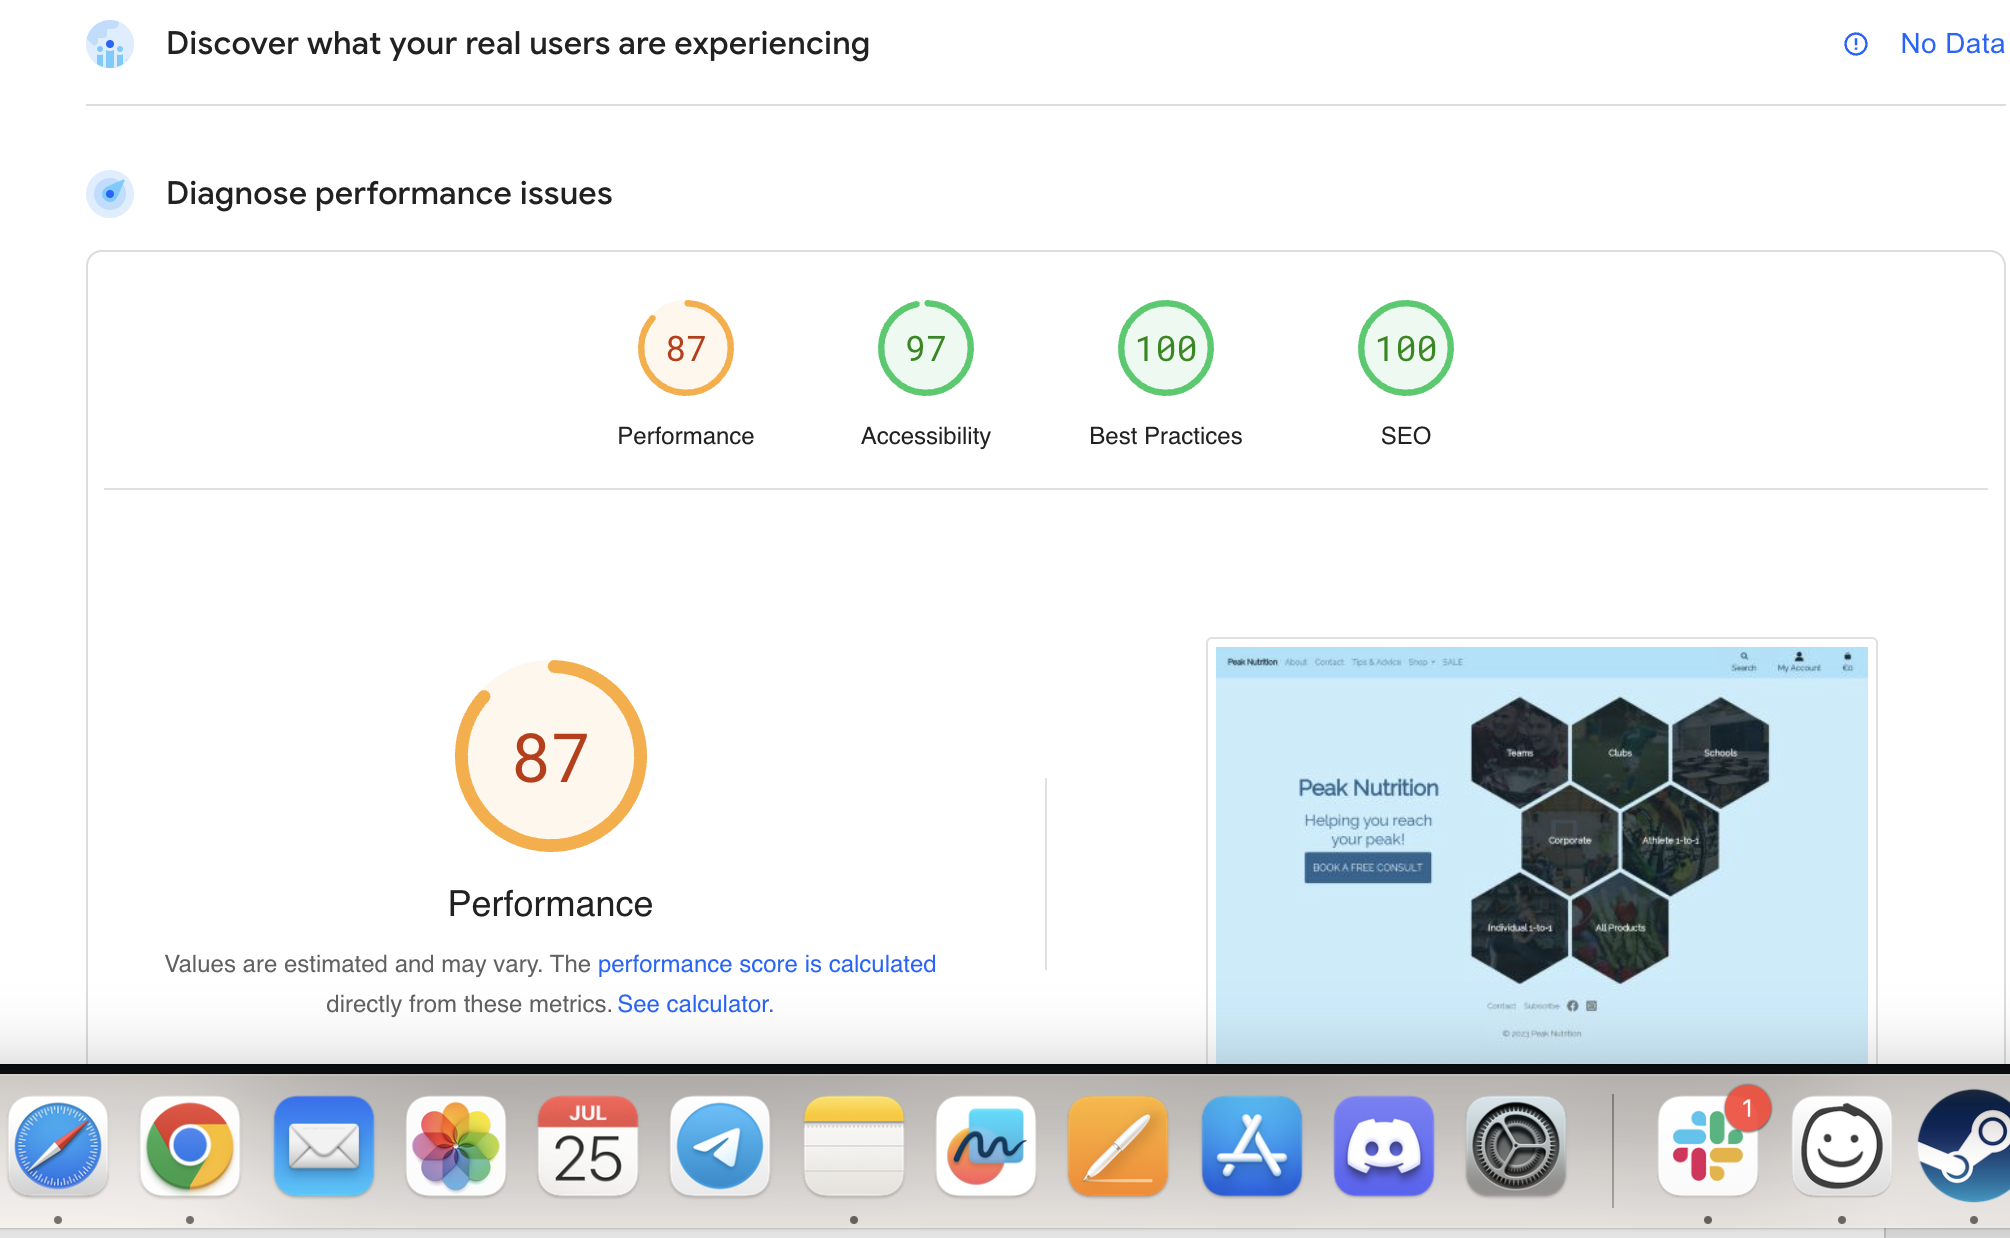 Discover what your real users are experiencing
No Data
Diagnose performance issues
87
97
100
100
Performance
Accessibility
Best Practices
SEO
87
Performance
Values are estimated and may vary. The performance score is calculated
directly from these metrics. See calculator.
Peak Nutrition About Contact Tips & Advice Shop SALE
Search
My Account
€0
Teams
Clubs
Schools
Peak Nutrition
Helping you reach
your peak!
BOOK A FREE CONSULT
Corporate
Athlete 1-to-1
Individual 1-to-1
All Products
Contact Subscribe
© 2023 Peak Nutrition
JUL
25
1